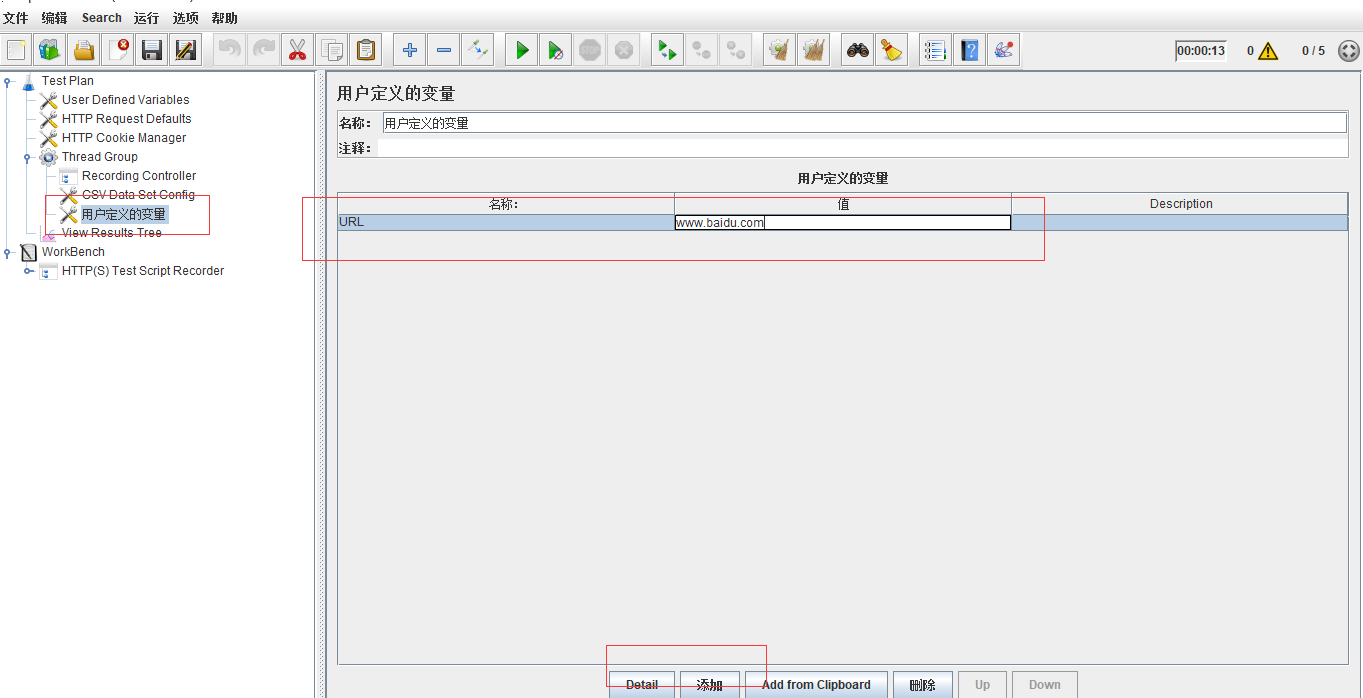 文件 编辑 Search 运行 选项 帮助
STOP 00:00:13 0 0 / 5
Test Plan
User Defined Variables
HTTP Request Defaults
HTTP Cookie Manager
Thread Group
Recording Controller
CSV Data Set Config
用户定义的变量
View Results Tree
WorkBench
HTTP(S) Test Script Recorder
用户定义的变量
名称： 用户定义的变量
注释：
用户定义的变量
名称: 值 Description
URL www.baidu.com
Detail 添加 Add from Clipboard 删除 Up Down